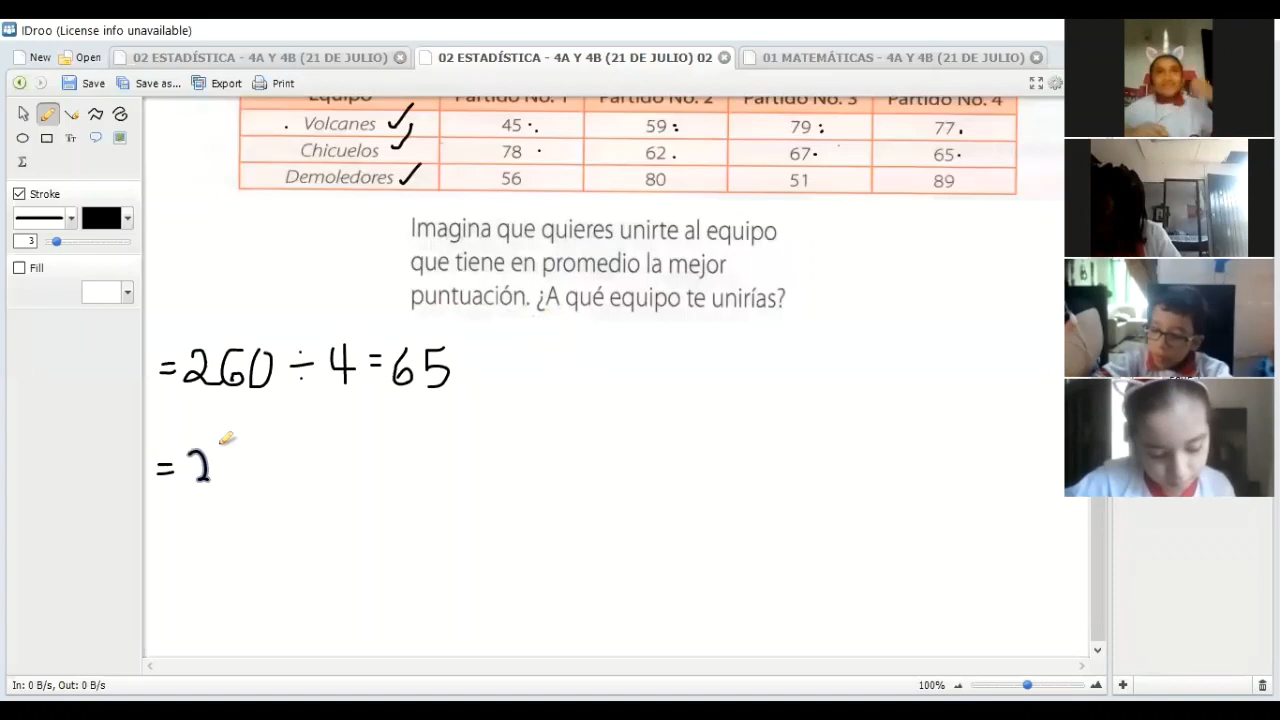 IDroo (License info unavailable)
New Open 02 ESTADÍSTICA - 4A Y 4B (21 DE JULIO) 02 ESTADÍSTICA - 4A Y 4B (21 DE JULIO) 02 01 MATEMÁTICAS - 4A Y 4B (21 DE JULIO)
Save Save as... Export Print
Equipo Partido No. 1 Partido No. 2 Partido No. 3 Partido No. 4
Volcanes 45 59 79 77
Chicuelos 78 62 67 65
Demoledores 56 80 51 89
Tr
Σ
Stroke
3
Fill
Imagina que quieres unirte al equipo
que tiene en promedio la mejor
puntuación. ¿A qué equipo te unirías?
= 260 ÷ 4 = 65
= 2
In: 0 B/s, Out: 0 B/s 100%